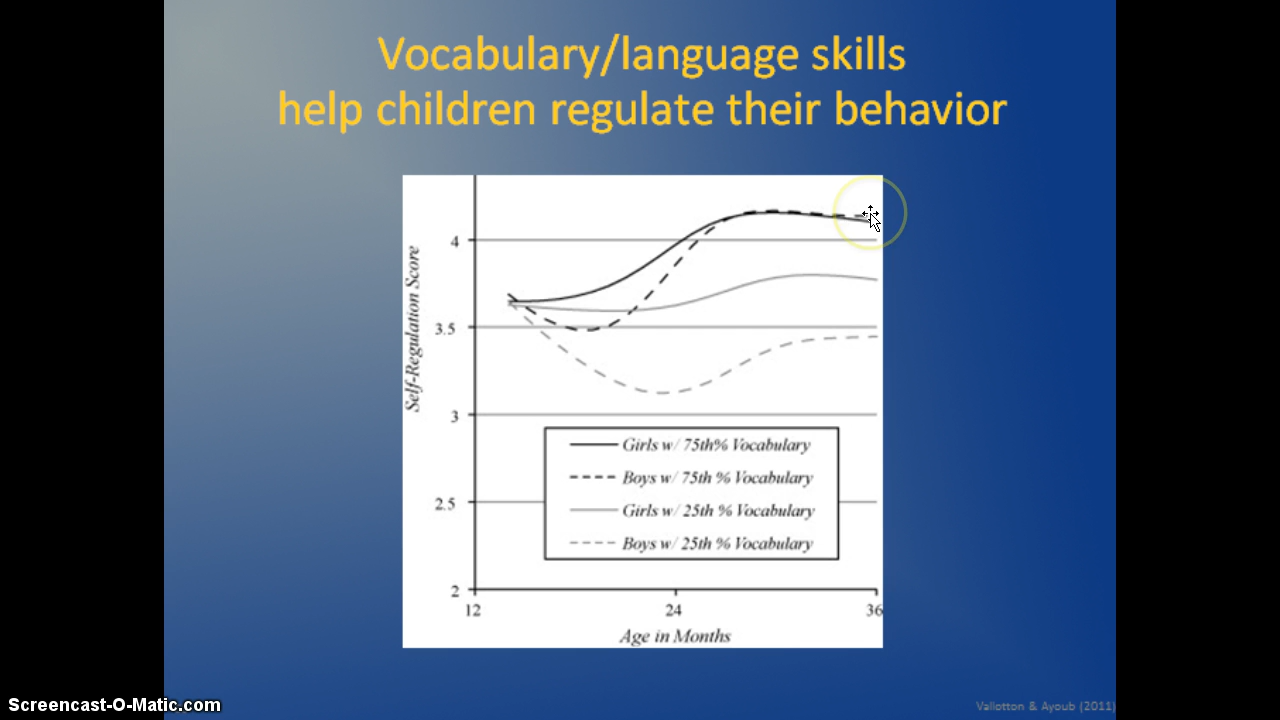 Vocabulary/language skills
help children regulate their behavior
Self-Regulation Score
4
3.5
3
2.5
2
Girls w/ 75th% Vocabulary
Boys w/ 75th % Vocabulary
Girls w/ 25th % Vocabulary
Boys w/ 25th % Vocabulary
12 24 36
Age in Months
Screencast-O-Matic.com
Vallotton & Ayoub (2011)